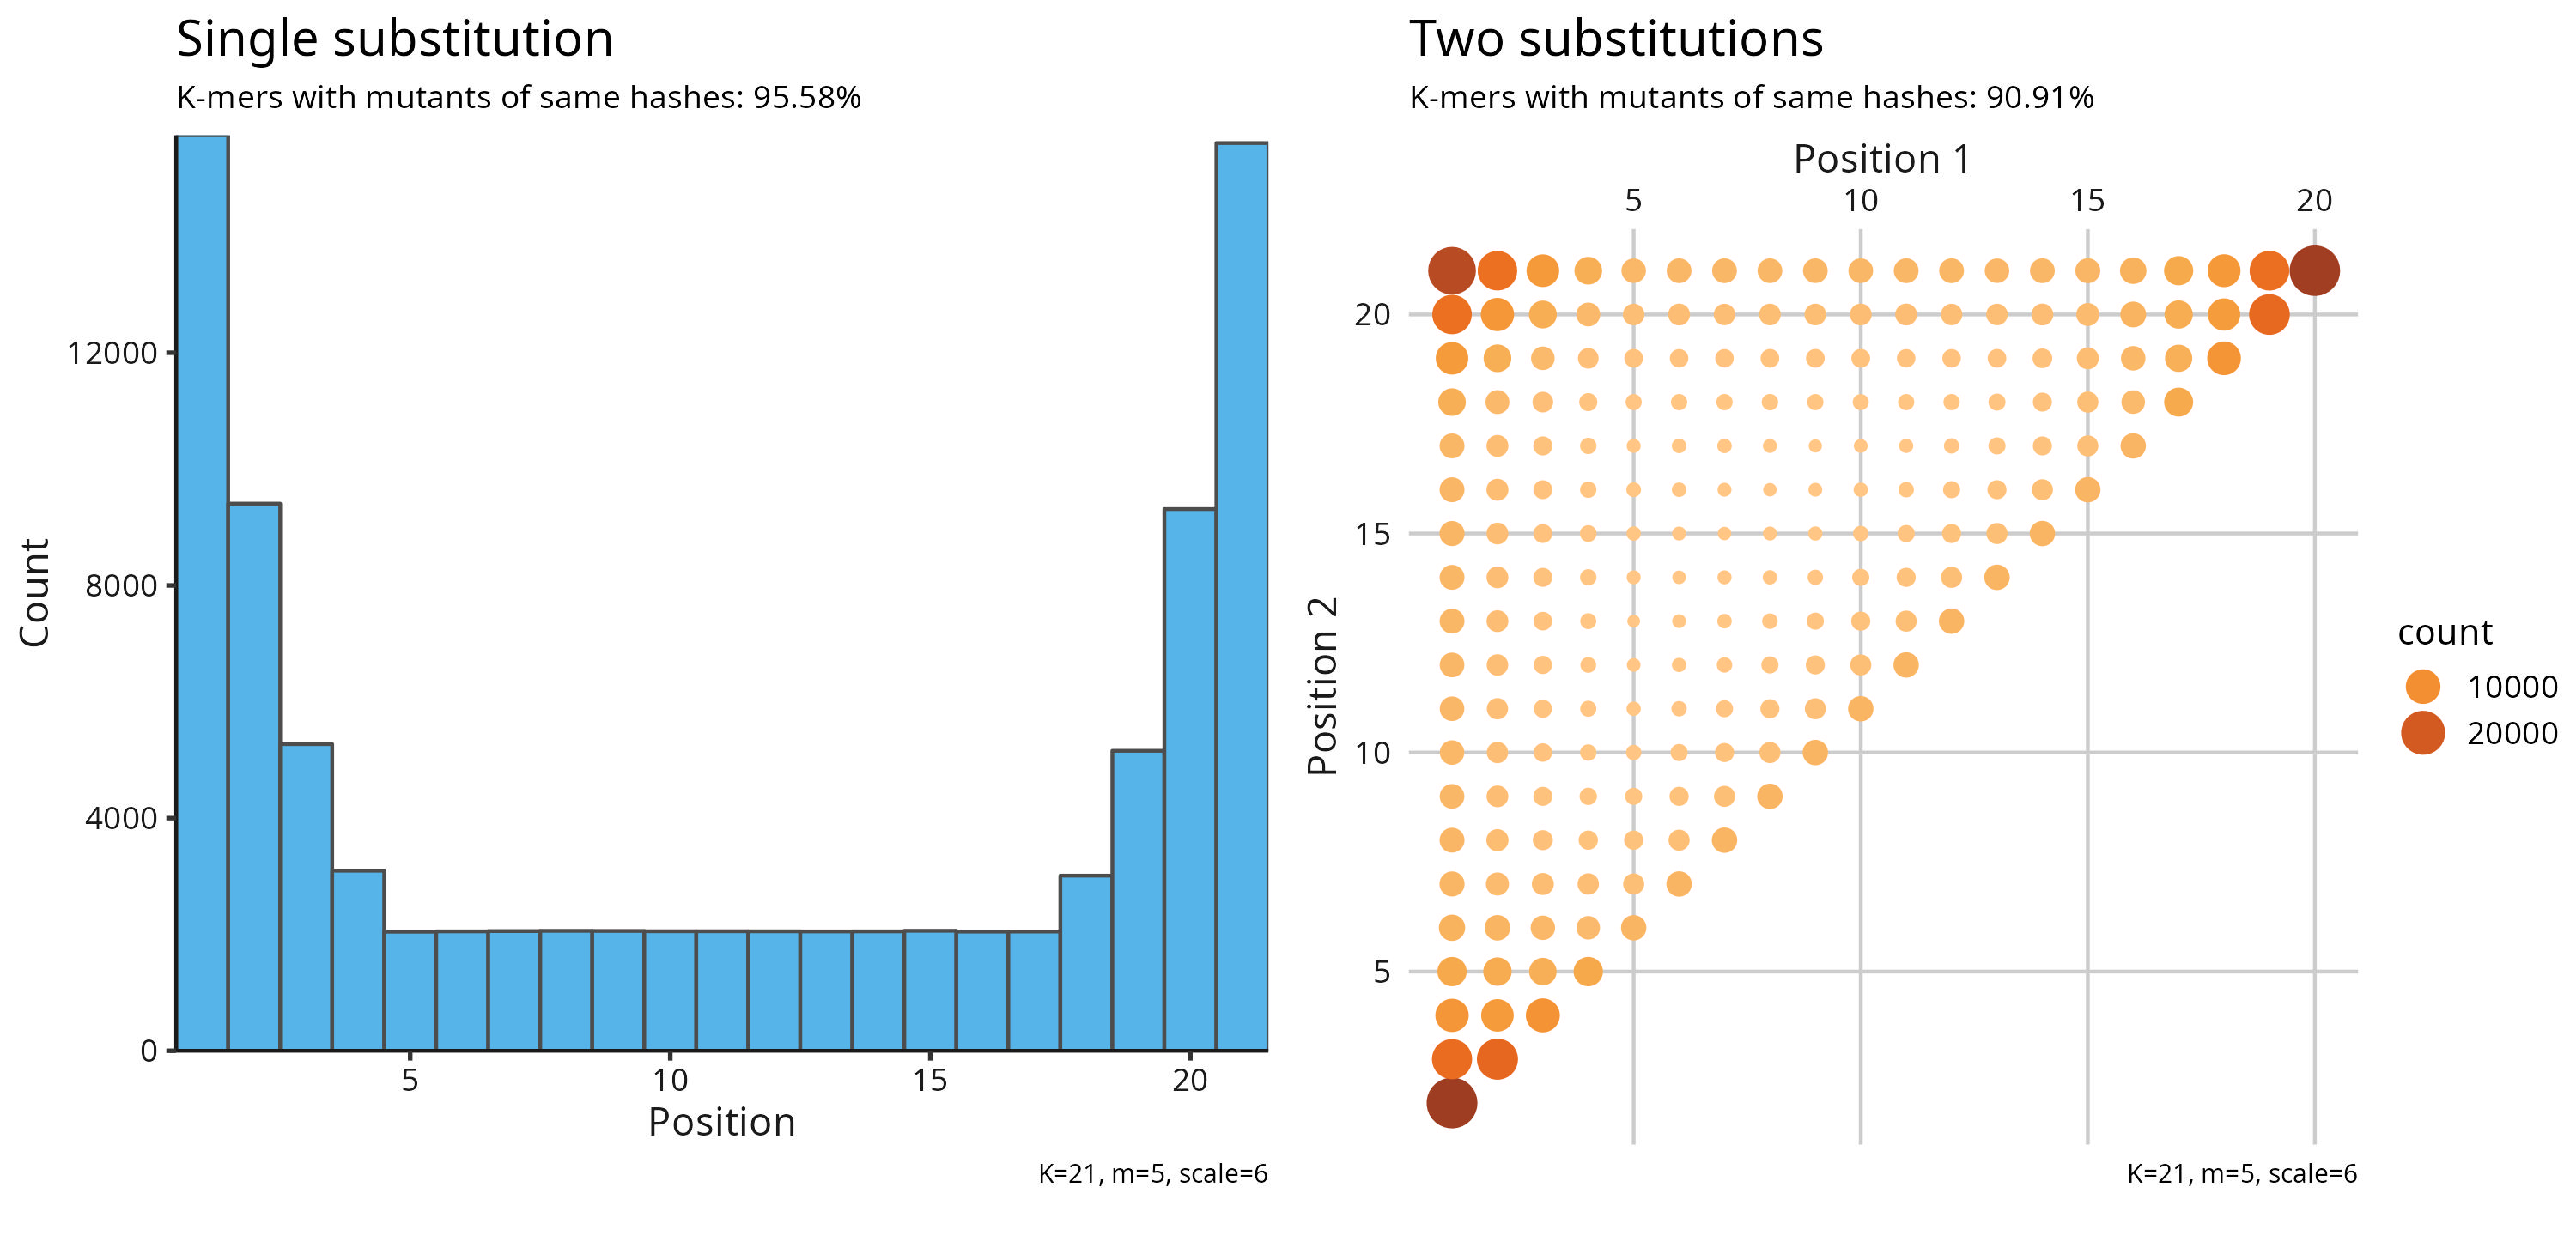 Single substitution
K-mers with mutants of same hashes: 95.58%
Count
12000
8000
4000
0
5 10 15 20
Position
K=21, m=5, scale=6
Two substitutions
K-mers with mutants of same hashes: 90.91%
Position 1
5 10 15 20
Position 2
20
15
10
5
count
10000
20000
K=21, m=5, scale=6